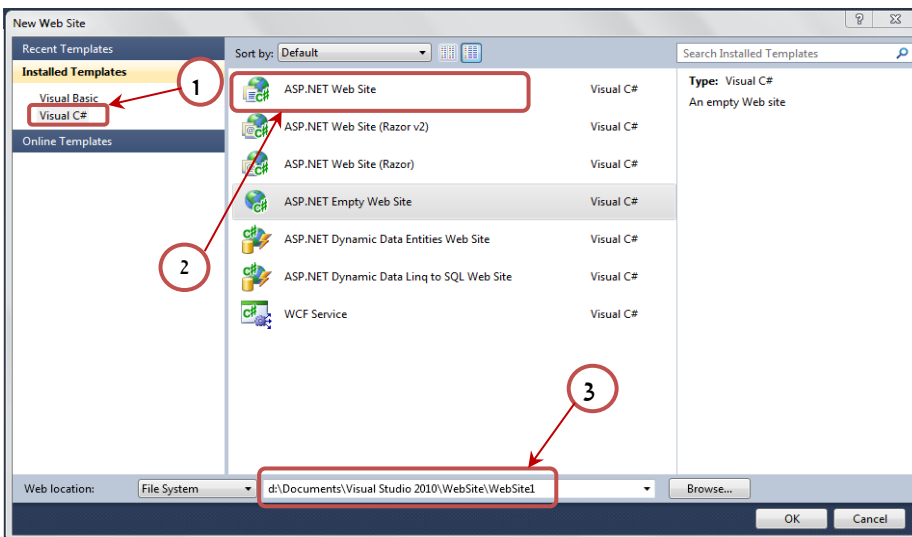 New Web Site
Recent Templates
Installed Templates
Visual Basic
Visual C#
Online Templates
Sort by: Default
Search Installed Templates
ASP.NET Web Site Visual C#
ASP.NET Web Site (Razor v2) Visual C#
ASP.NET Web Site (Razor) Visual C#
ASP.NET Empty Web Site Visual C#
ASP.NET Dynamic Data Entities Web Site Visual C#
ASP.NET Dynamic Data Linq to SQL Web Site Visual C#
WCF Service Visual C#
Type: Visual C#
An empty Web site
1
2
3
Web location: File System d:\Documents\Visual Studio 2010\WebSite\WebSite1 Browse...
OK Cancel